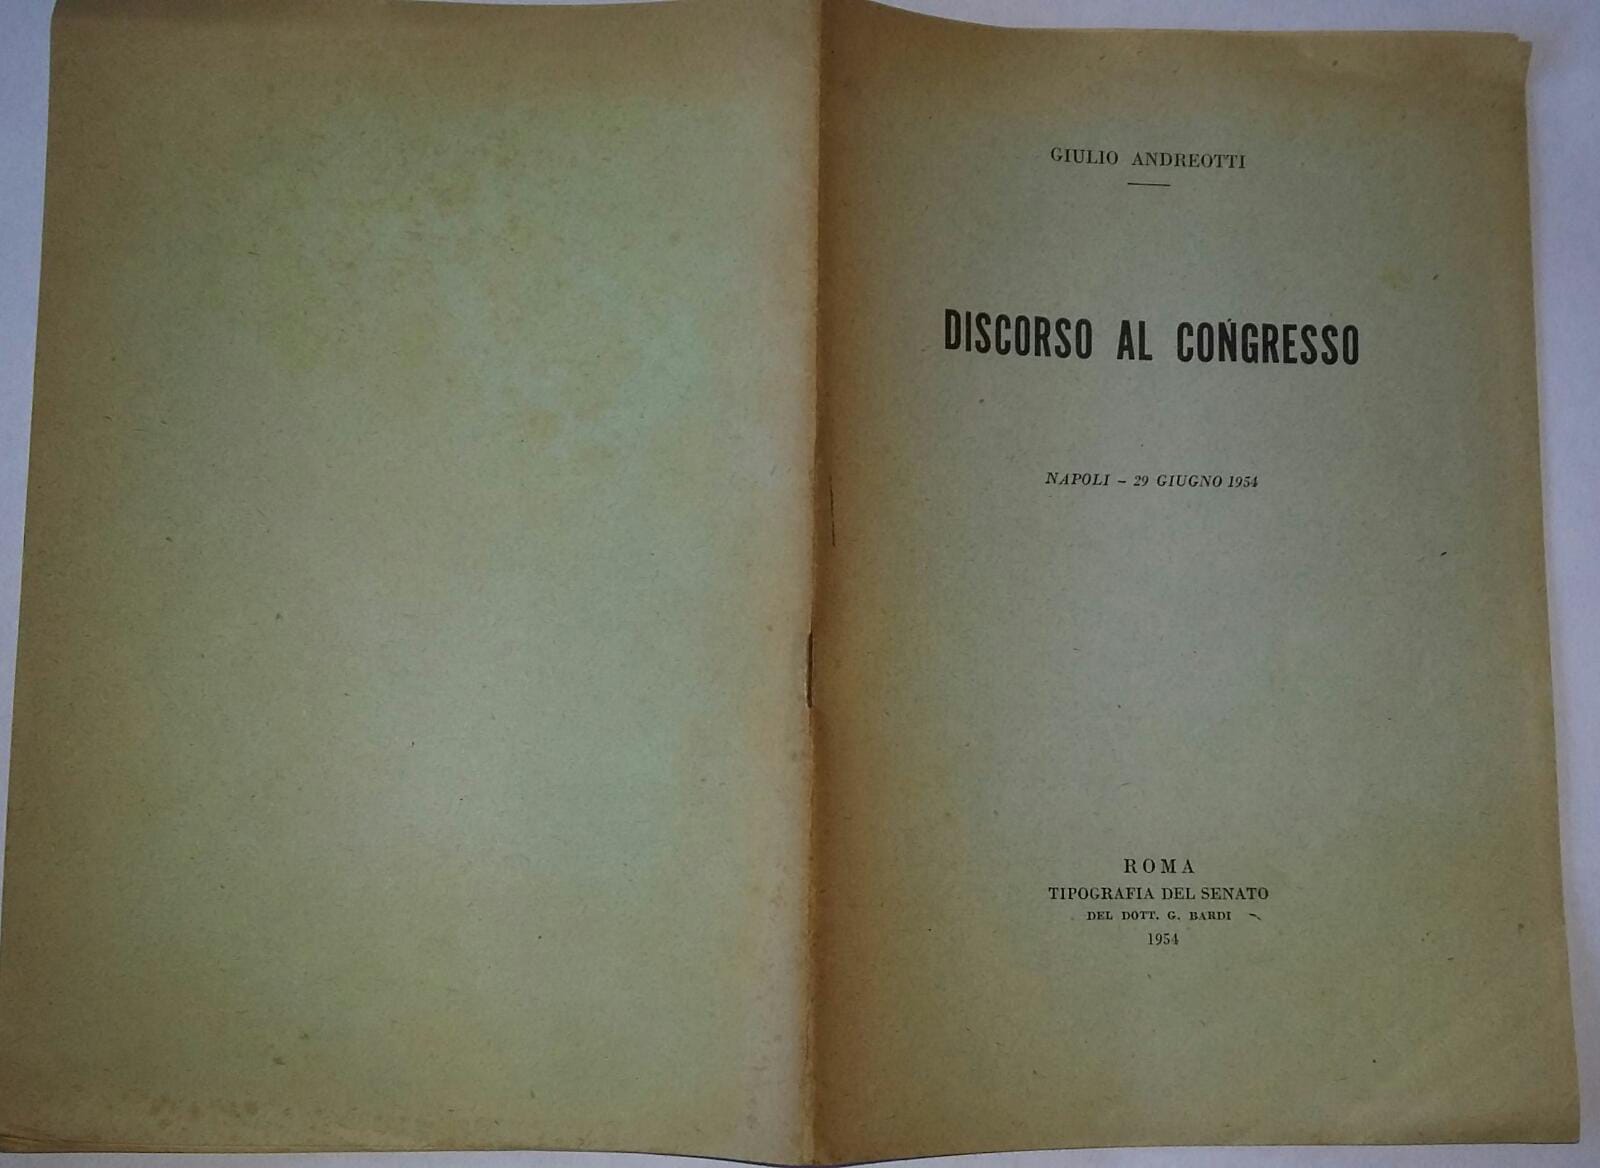 GIULIO ANDREOTTI
DISCORSO AL CONGRESSO
NAPOLI – 29 GIUGNO 1954
ROMA
TIPOGRAFIA DEL SENATO
DEL DOTT. G. BARDI
1954